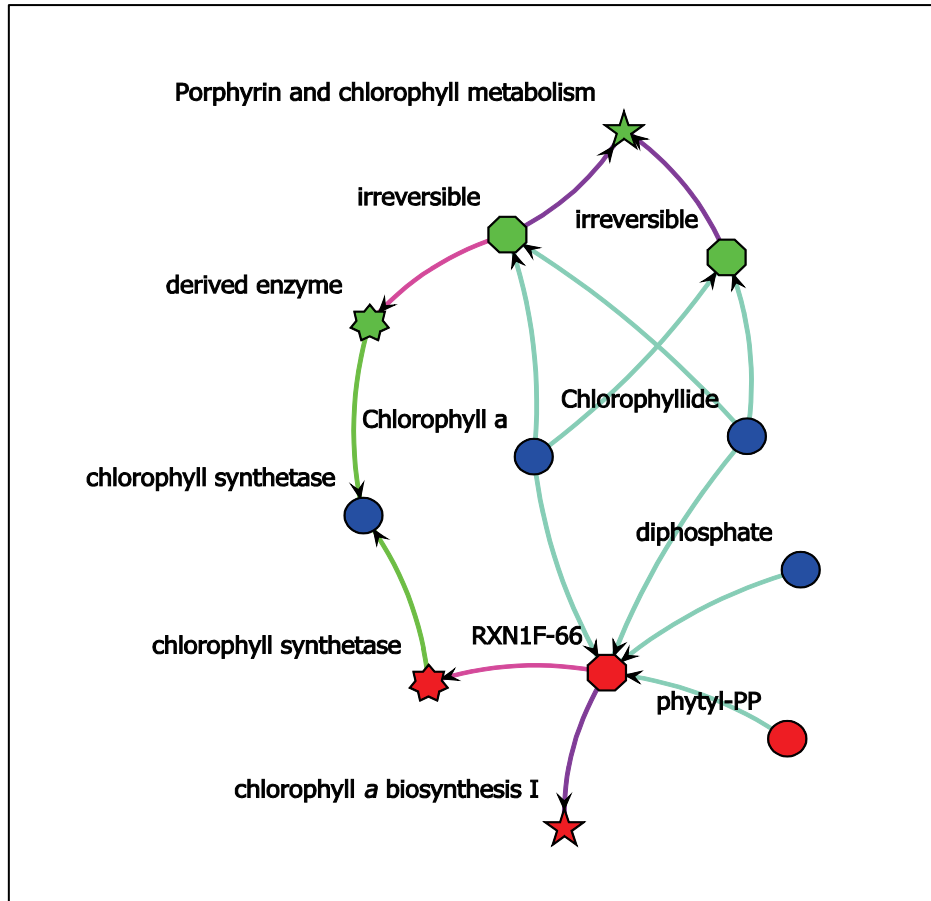 Porphyrin and chlorophyll metabolism
irreversible
irreversible
derived enzyme
Chlorophyllide
Chlorophyll a
chlorophyll synthetase
diphosphate
RXN1F-66
chlorophyll synthetase
phytyl-PP
chlorophyll a biosynthesis I